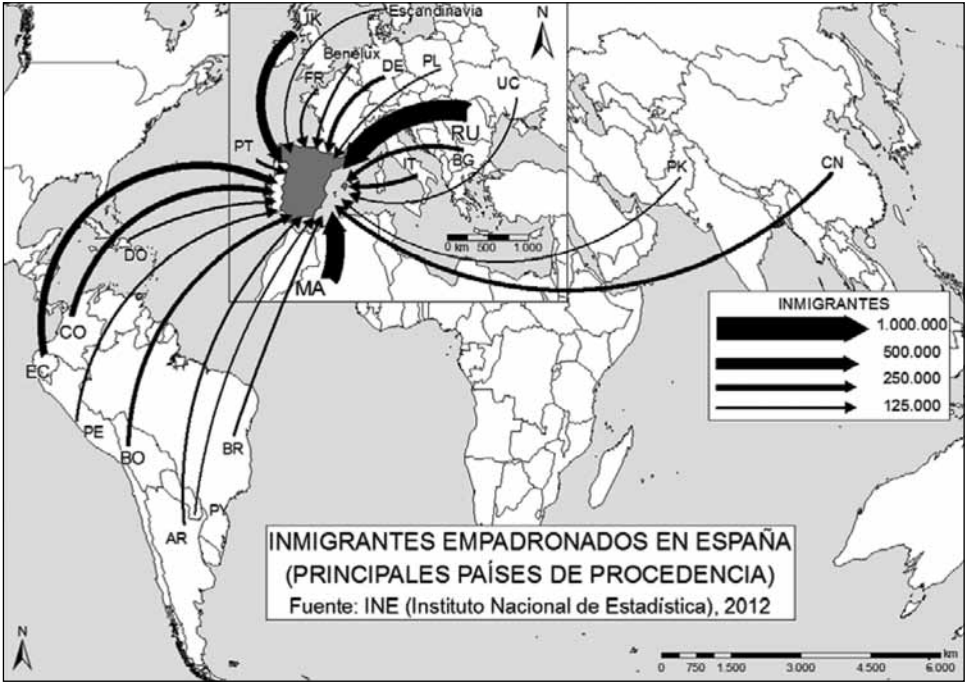 UK
Escandinavia
N
Benelux
FR
DE
PL
UC
RU
PT
IT
BG
PK
CN
0 km 500 1.000
DO
MA
CO
EC
PE
BO
BR
PY
AR
INMIGRANTES
1.000.000
500.000
250.000
125.000
INMIGRANTES EMPADRONADOS EN ESPAÑA
(PRINCIPALES PAÍSES DE PROCEDENCIA)
Fuente: INE (Instituto Nacional de Estadística), 2012
N
km
0 750 1.500 3.000 4.500 6.000